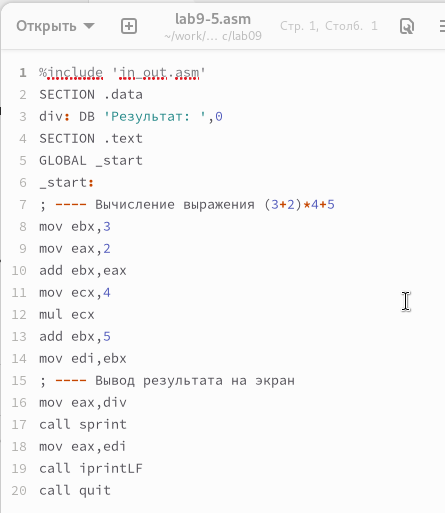 Открыть
lab9-5.asm
~/work/... c/lab09
Стр. 1, Столб. 1
1 %include 'in_out.asm'
2 SECTION .data
3 div: DB 'Результат: ',0
4 SECTION .text
5 GLOBAL _start
6 _start:
7 ; ---- Вычисление выражения (3+2)*4+5
8 mov ebx,3
9 mov eax,2
10 add ebx,eax
11 mov ecx,4
12 mul ecx
13 add ebx,5
14 mov edi,ebx
15 ; ---- Вывод результата на экран
16 mov eax,div
17 call sprint
18 mov eax,edi
19 call iprintLF
20 call quit